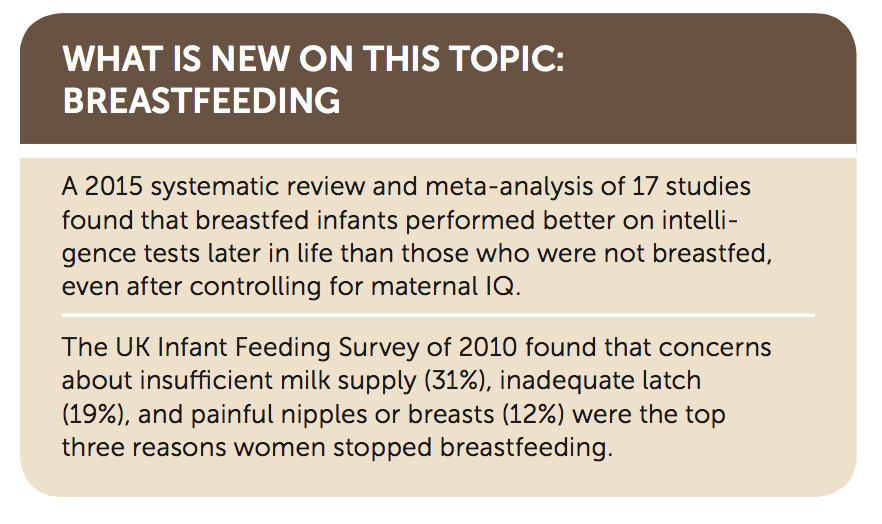 WHAT IS NEW ON THIS TOPIC:
BREASTFEEDING
A 2015 systematic review and meta-analysis of 17 studies
found that breastfed infants performed better on intelli-
gence tests later in life than those who were not breastfed,
even after controlling for maternal IQ.
The UK Infant Feeding Survey of 2010 found that concerns
about insufficient milk supply (31%), inadequate latch
(19%), and painful nipples or breasts (12%) were the top
three reasons women stopped breastfeeding.